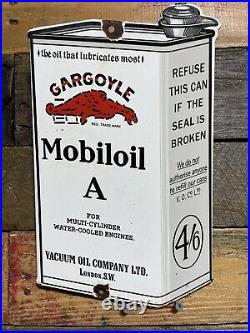 the oil that lubricates most
GARGOYLE
REG. TRADE MARK
Mobiloil
A
FOR
MULTI-CYLINDER
WATER-COOLED ENGINES.
VACUUM OIL COMPANY LTD.
LONDON.S.W.
REFUSE
THIS CAN
IF THE
SEAL IS
BROKEN
We do not
authorise anyone
to refill our cans
V. O. Co LTD.
4/6